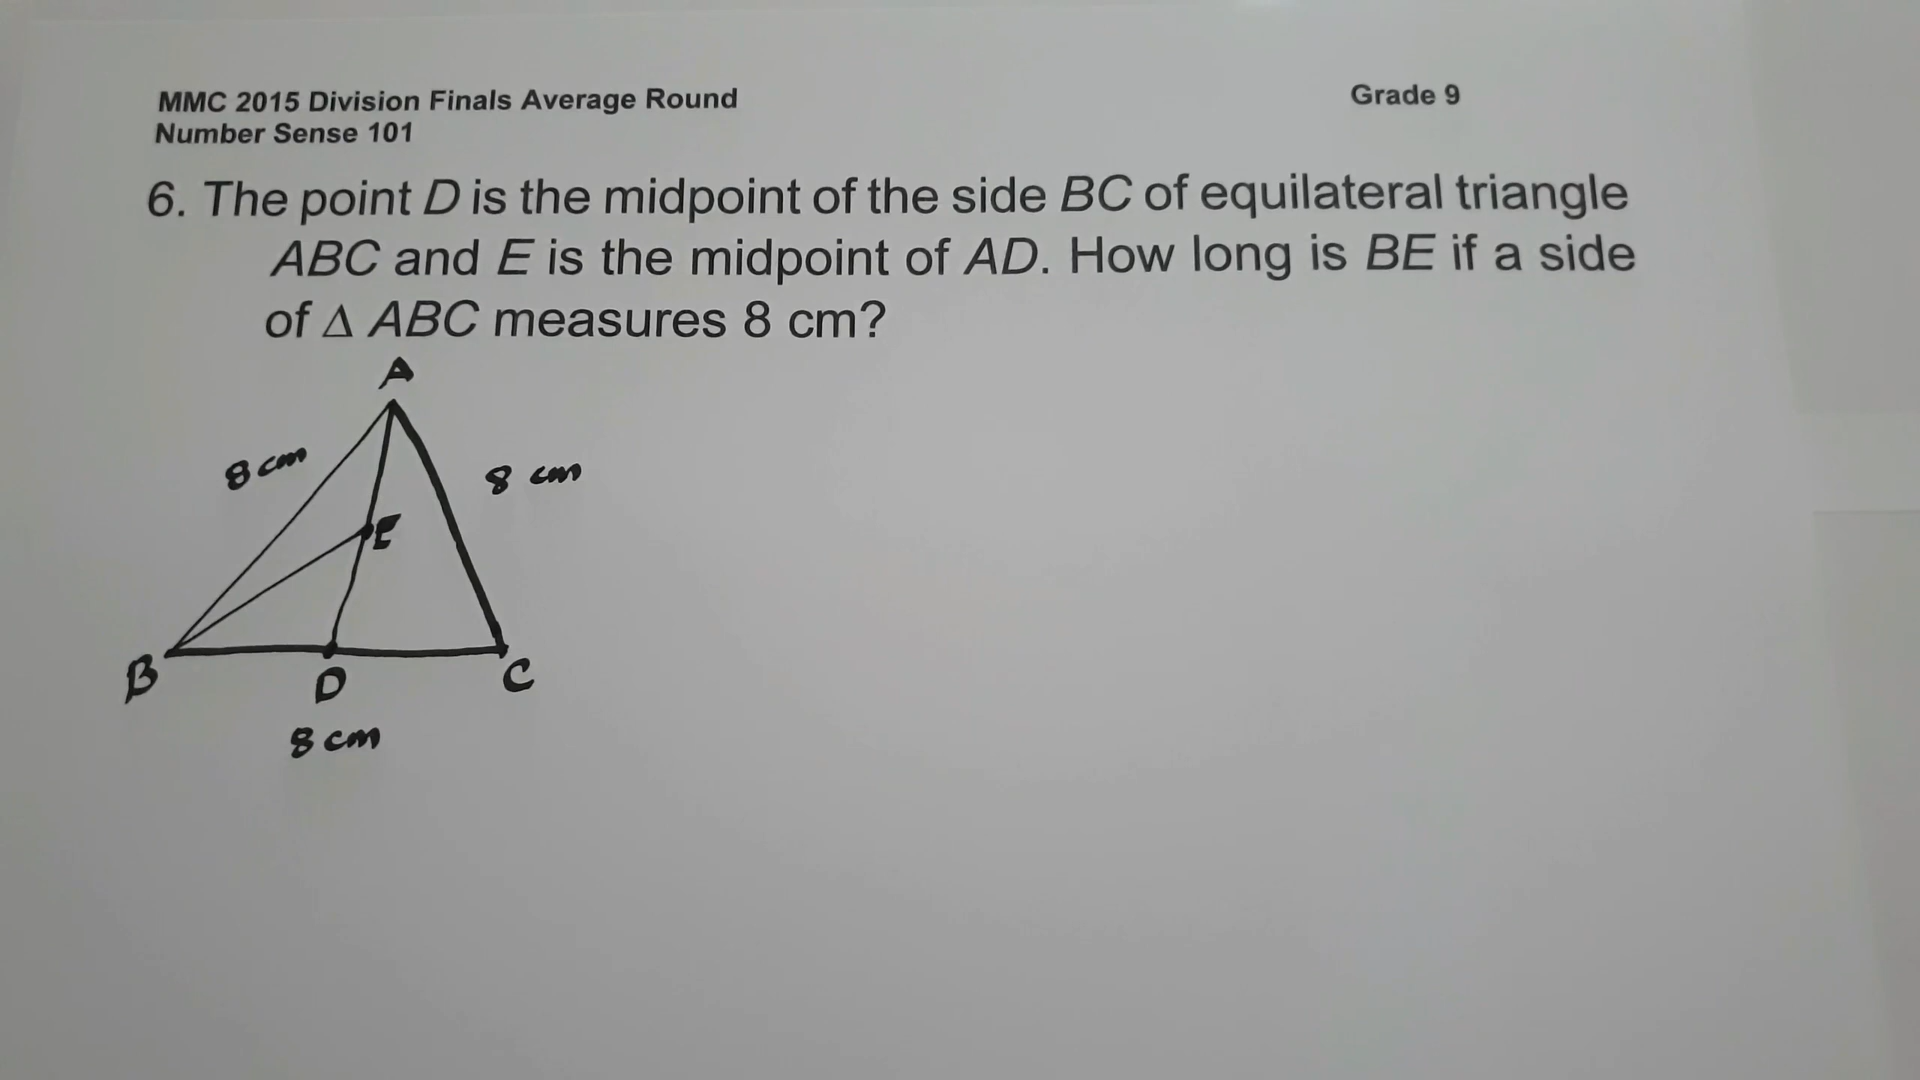 MMC 2015 Division Finals Average Round
Grade 9
Number Sense 101
6. The point D is the midpoint of the side BC of equilateral triangle
ABC and E is the midpoint of AD. How long is BE if a side
of Δ ABC measures 8 cm?
A
8 cm
8 cm
E
B
D
C
8 cm